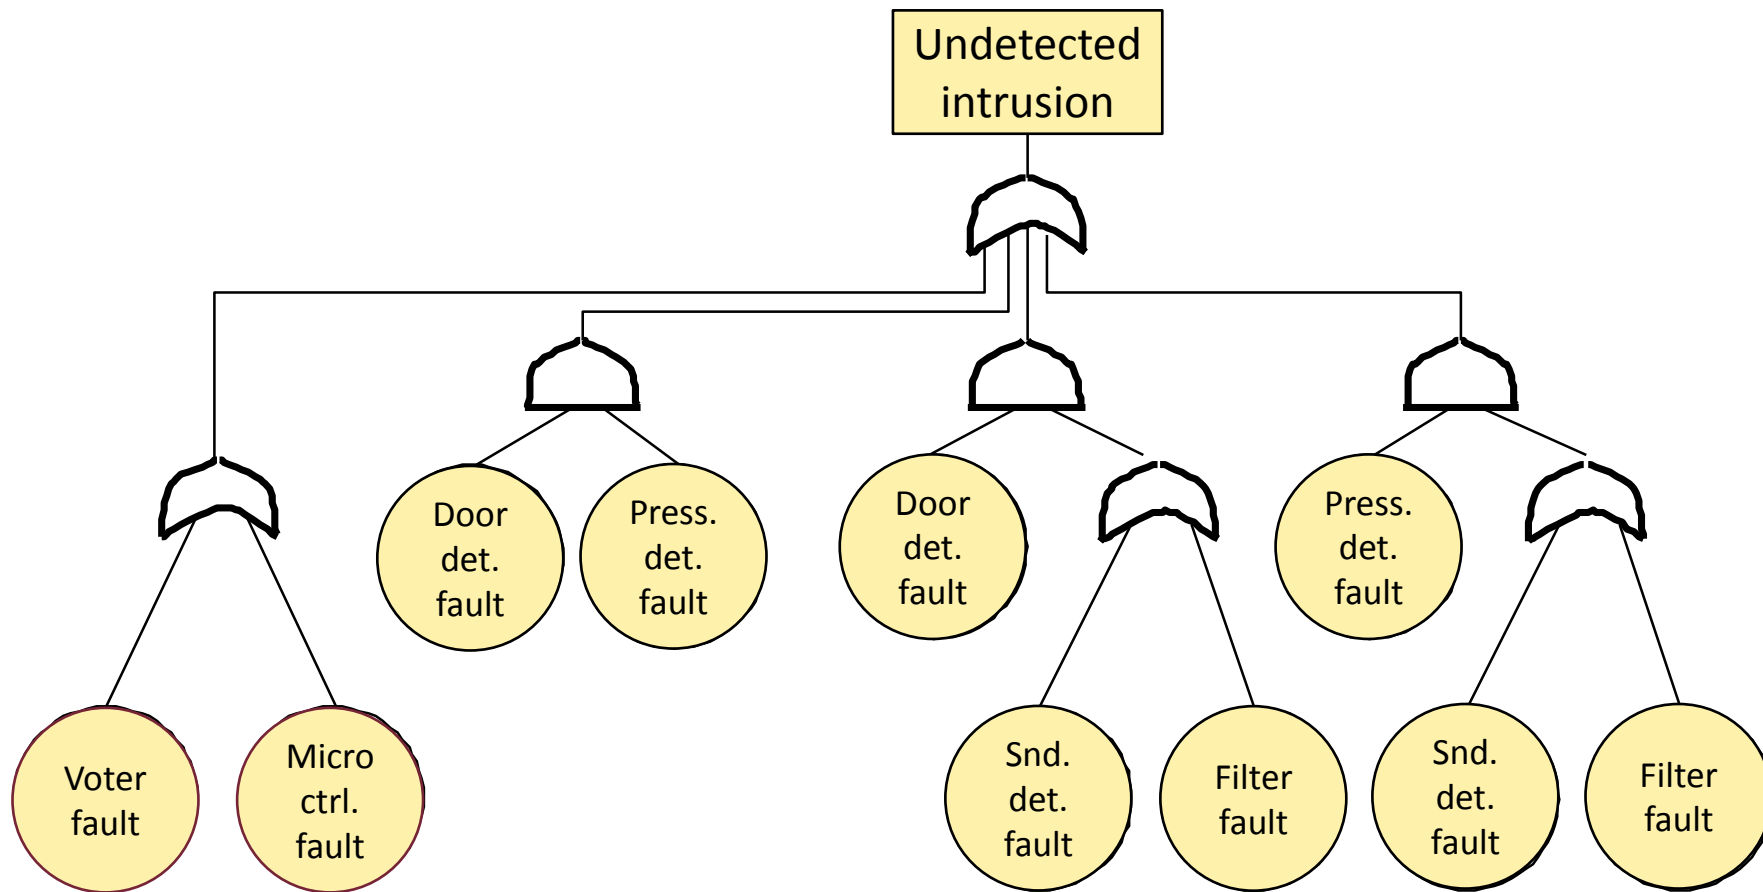 Undetected
intrusion
Door
det.
fault
Press.
det.
fault
Door
det.
fault
Press.
det.
fault
Voter
fault
Micro
ctrl.
fault
Snd.
det.
fault
Filter
fault
Snd.
det.
fault
Filter
fault